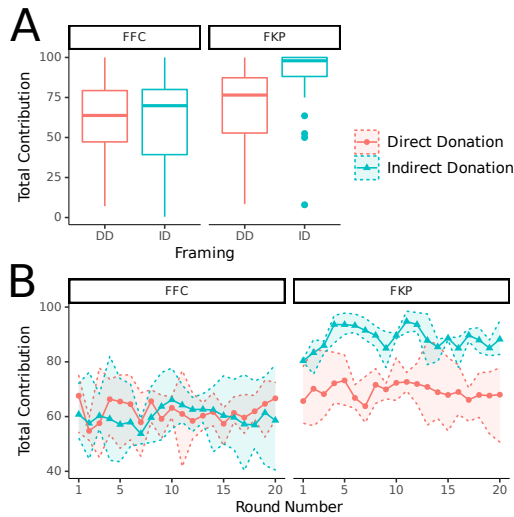 A
FFC
FKP
Total Contribution
100
75
50
25
0
DD
ID
DD
ID
Framing
Direct Donation
Indirect Donation
B
FFC
FKP
Total Contribution
100
80
60
40
1
5
10
15
20
1
5
10
15
20
Round Number